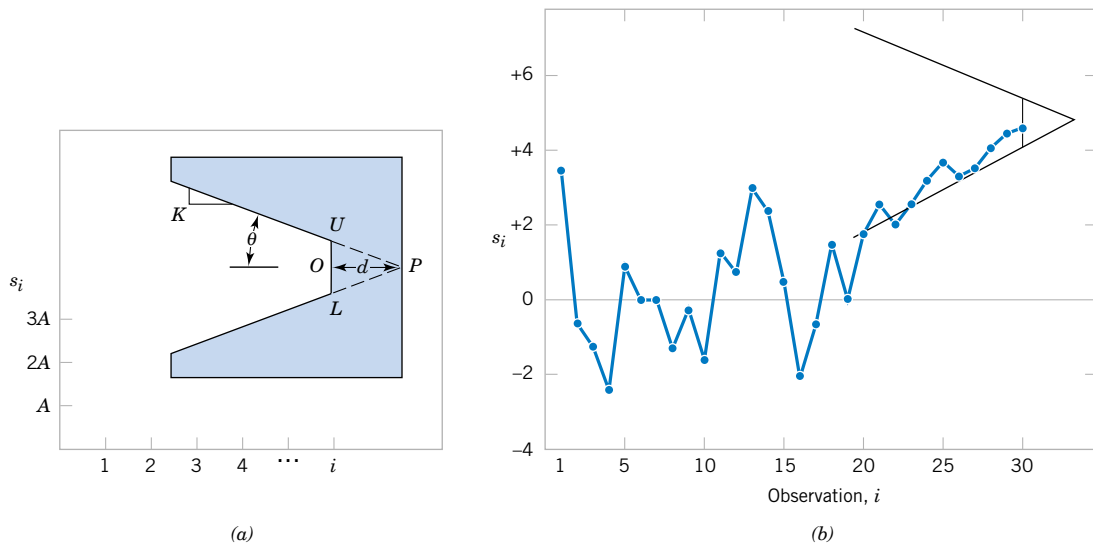 K
θ
U
O
d
P
L
s_i
3A
2A
A
1 2 3 4 ... i
(a)
+6
+4
+2
s_i
0
−2
−4
1 5 10 15 20 25 30
Observation, i
(b)